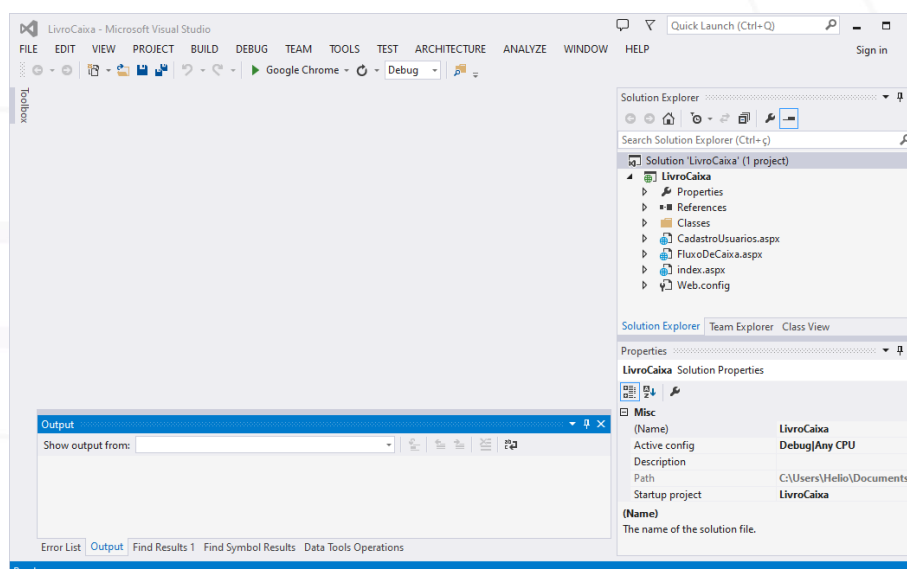 LivroCaixa - Microsoft Visual Studio
Quick Launch (Ctrl+Q)
FILE EDIT VIEW PROJECT BUILD DEBUG TEAM TOOLS TEST ARCHITECTURE ANALYZE WINDOW HELP
Sign in
Google Chrome
Debug
Toolbox
Solution Explorer
Search Solution Explorer (Ctrl+ç)
Solution 'LivroCaixa' (1 project)
LivroCaixa
Properties
References
Classes
CadastroUsuarios.aspx
FluxoDeCaixa.aspx
index.aspx
Web.config
Solution Explorer Team Explorer Class View
Properties
LivroCaixa Solution Properties
Misc
(Name) LivroCaixa
Active config Debug|Any CPU
Description
Path C:\Users\Helio\Documents
Startup project LivroCaixa
(Name)
The name of the solution file.
Output
Show output from:
Error List Output Find Results 1 Find Symbol Results Data Tools Operations